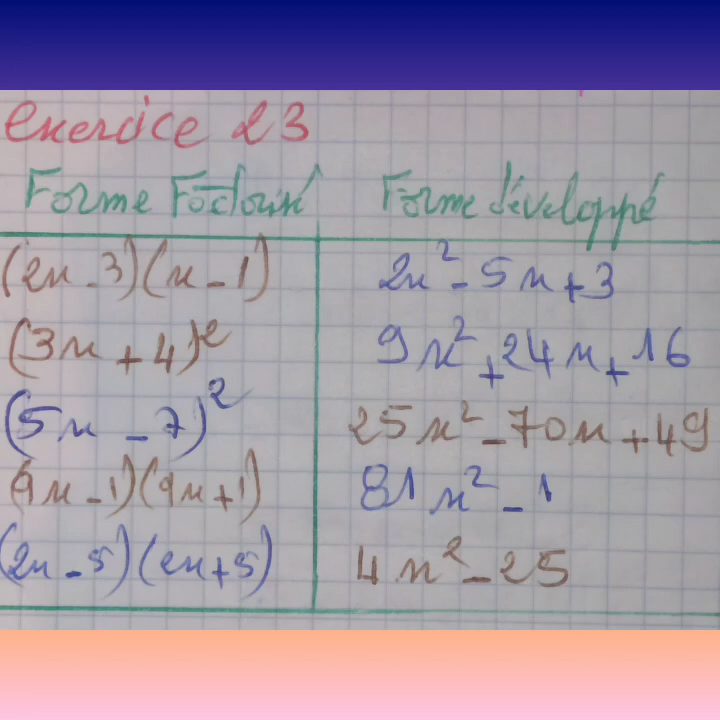 exercice 23
Forme Factorisé Forme développé
(2x-3)(x-1) 2x²-5x+3
(3x+4)² 9x²+24x+16
(5x-7)² 25x²-70x+49
(9x-1)(9x+1) 81x²-1
(2x-5)(2x+5) 4x²-25